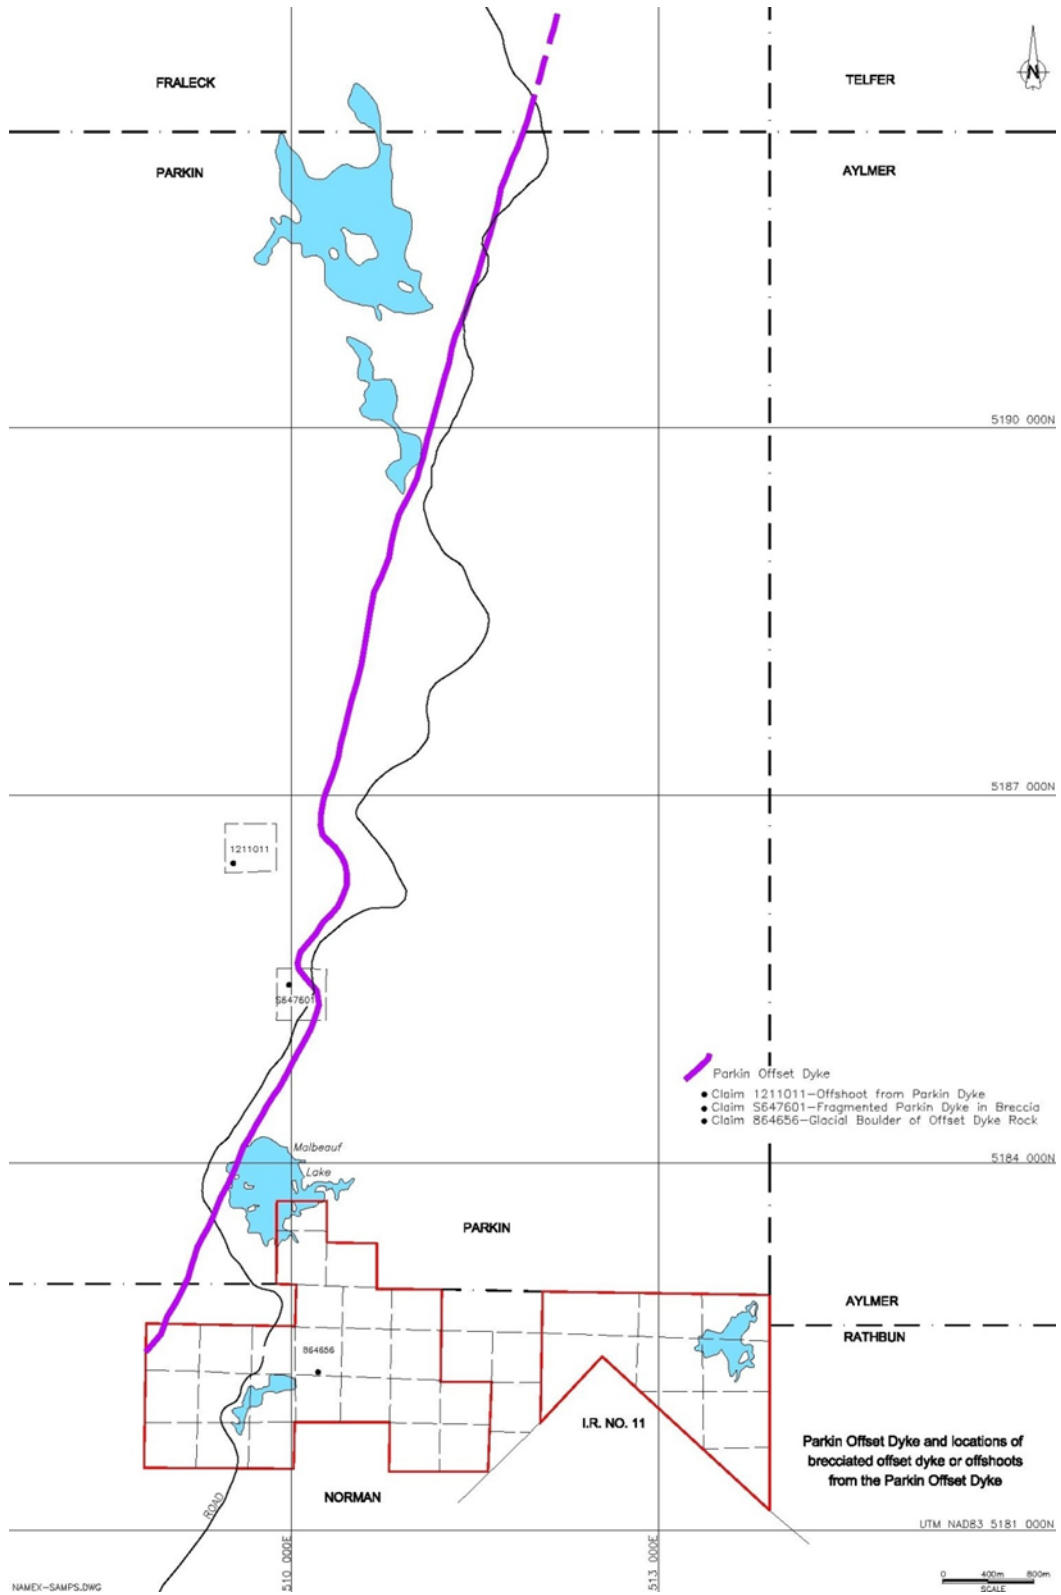 N
FRALECK
TELFER
PARKIN
AYLMER
5190 000N
5187 000N
1211011
S647601
Parkin Offset Dyke
Claim 1211011-Offshoot from Parkin Dyke
Claim S647601-Fragmented Parkin Dyke in Breccia
Claim 864656-Glacial Boulder of Offset Dyke Rock
Malbeauf
Lake
5184 000N
PARKIN
AYLMER
RATHBUN
864656
I.R. NO. 11
Parkin Offset Dyke and locations of
brecciated offset dyke or offshoots
from the Parkin Offset Dyke
NORMAN
ROAD
UTM NAD83 5181 000N
510 000E
513 000E
0 400m 800m
SCALE
NAMEX-SAMPS.DWG